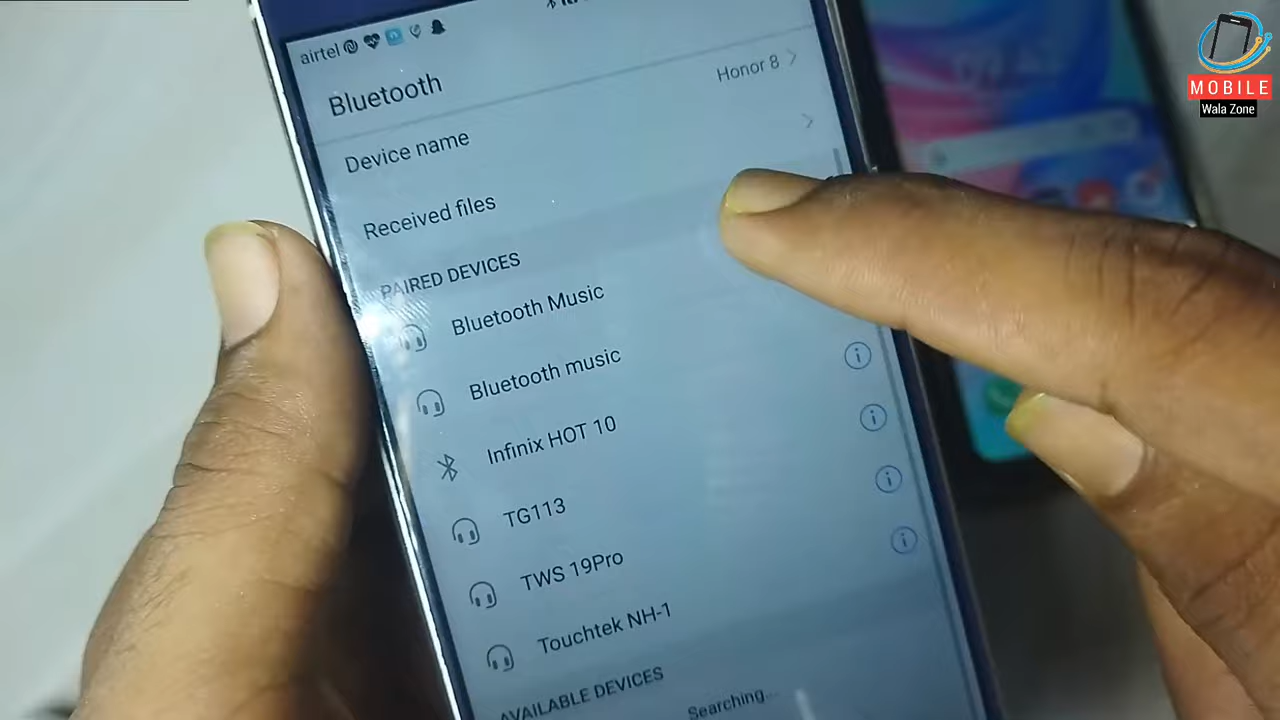 airtel
Bluetooth
Device name
Honor 8
Received files
PAIRED DEVICES
Bluetooth Music
Bluetooth music
Infinix HOT 10
TG113
TWS 19Pro
Touchtek NH-1
AVAILABLE DEVICES
Searching...
MOBILE
Wala Zone